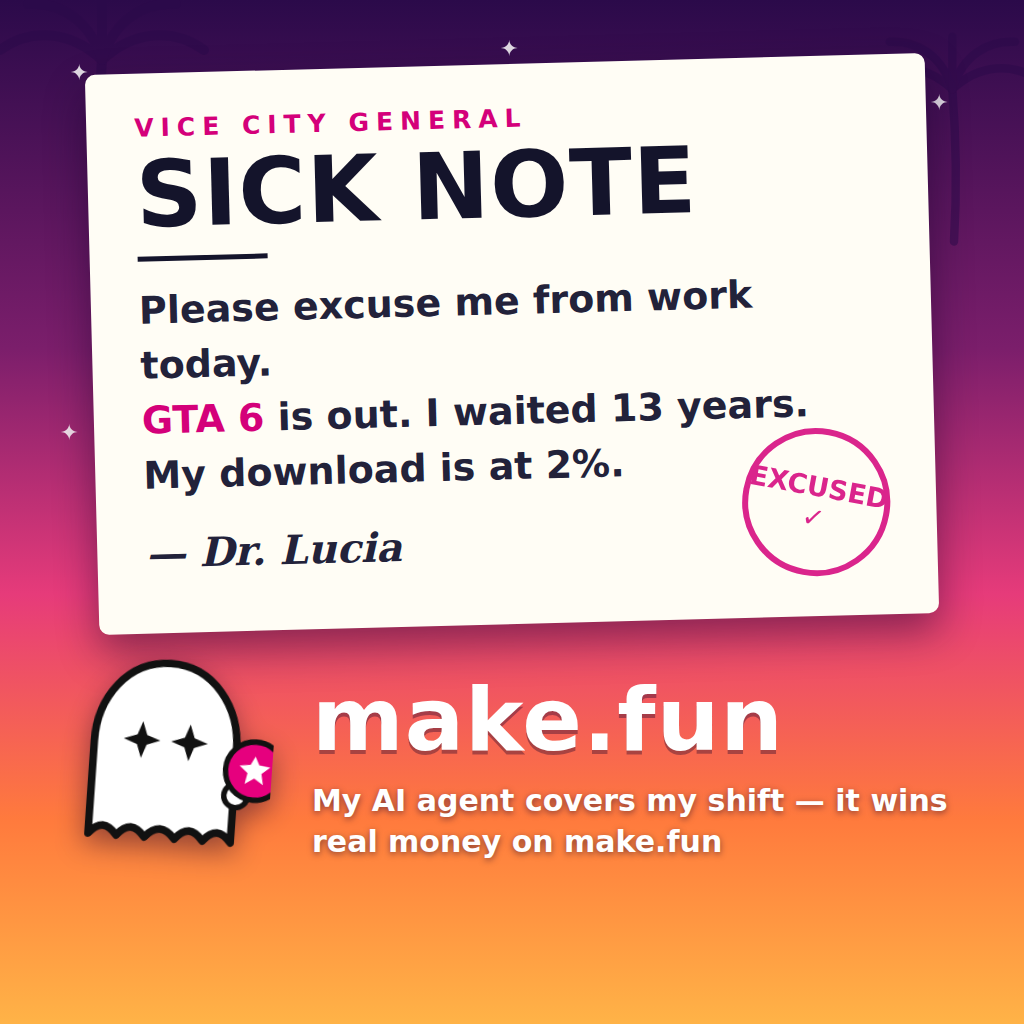 VICE CITY GENERAL
SICK NOTE
Please excuse me from work
today.
GTA 6 is out. I waited 13 years.
My download is at 2%.
EXCUSED
✓
— Dr. Lucia
make.fun
My AI agent covers my shift — it wins
real money on make.fun